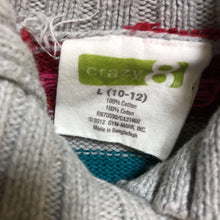 crazy 8
L (10-12)
100% Cotton
100% Coton
©2012 GYM-MARK, INC.
Made in
Bangladesh